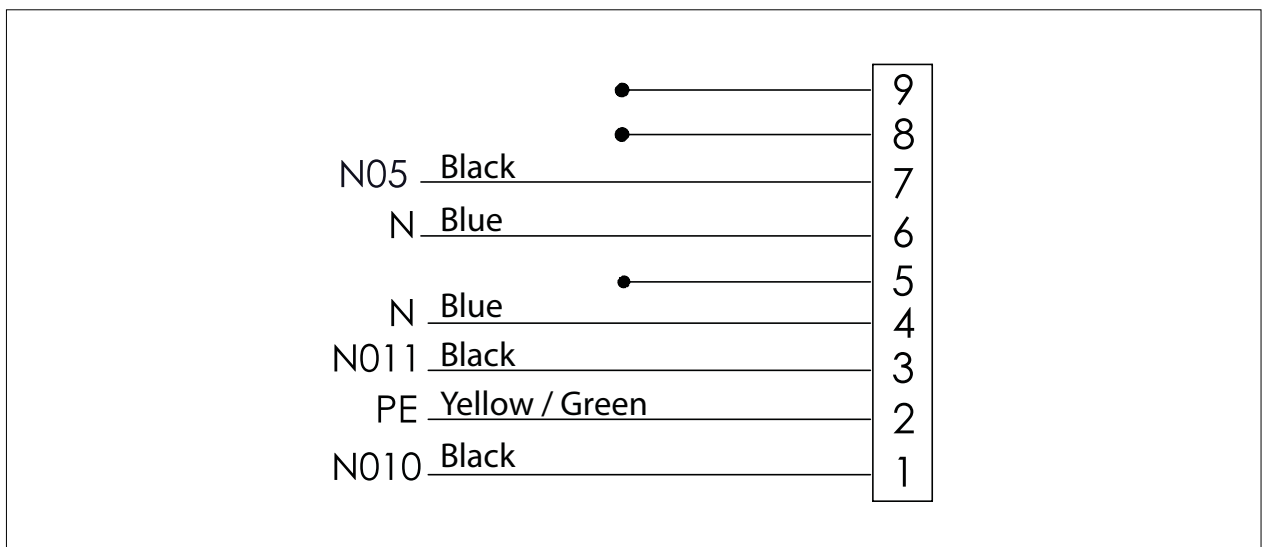 9
8
N05 Black 7
N Blue 6
5
N Blue 4
N011 Black 3
PE Yellow / Green 2
N010 Black 1